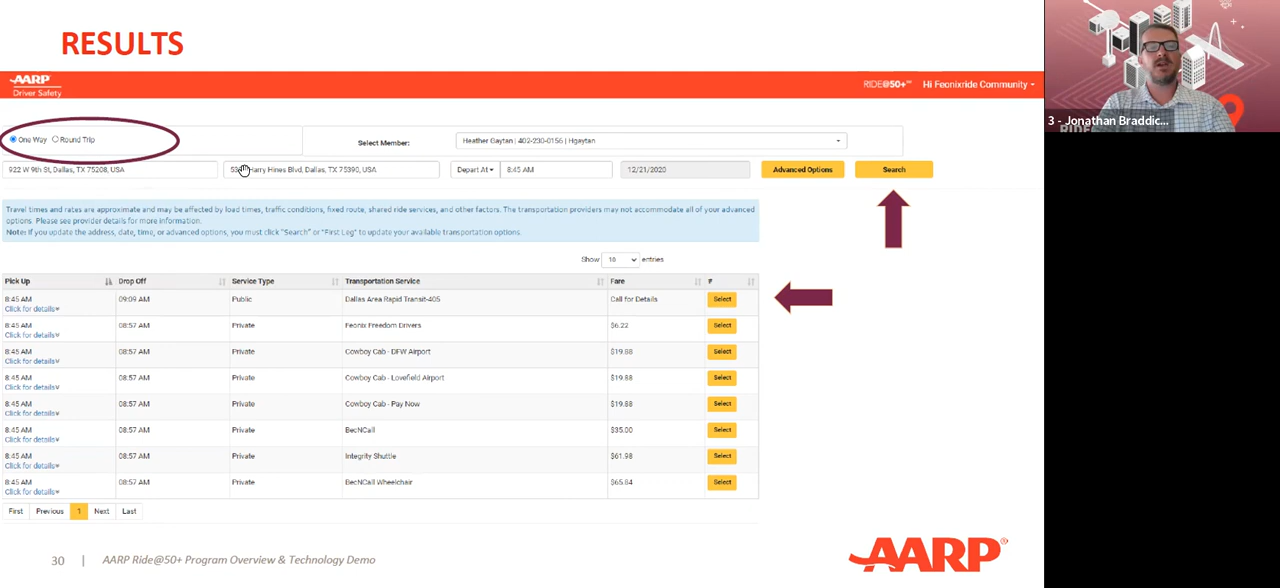 RESULTS
AARP
Driver Safety
RIDE@50+™ Hi Feonixride Community
One Way Round Trip
Select Member: Heather Gaytan | 402-230-0156 | Hgaytan
922 W 9th St, Dallas, TX 75208, USA
Harry Hines Blvd, Dallas, TX 75390, USA
Depart At 8:45 AM 12/21/2020 Advanced Options Search
Travel times and rates are approximate and may be affected by load times, traffic conditions, fixed route, shared ride services, and other factors. The transportation providers may not accommodate all of your advanced
options. Please see provider details for more information.
Note: If you update the address, date, time, or advanced options, you must click "Search" or "First Leg" to update your available transportation options.
Show 10 entries
Pick Up Drop Off Service Type Transportation Service Fare #
8:45 AM 09:09 AM Public Dallas Area Rapid Transit-405 Call for Details Select
Click for details
8:45 AM 08:57 AM Private Feonix Freedom Drivers $6.22 Select
Click for details
8:45 AM 08:57 AM Private Cowboy Cab - DFW Airport $19.88 Select
Click for details
8:45 AM 08:57 AM Private Cowboy Cab - Lovefield Airport $19.88 Select
Click for details
8:45 AM 08:57 AM Private Cowboy Cab - Pay Now $19.88 Select
Click for details
8:45 AM 08:57 AM Private BecNCall $35.00 Select
Click for details
8:45 AM 08:57 AM Private Integrity Shuttle $61.98 Select
Click for details
8:45 AM 08:57 AM Private BecNCall Wheelchair $65.84 Select
Click for details
First Previous 1 Next Last
30 | AARP Ride@50+ Program Overview & Technology Demo
AARP®
3 - Jonathan Braddic...